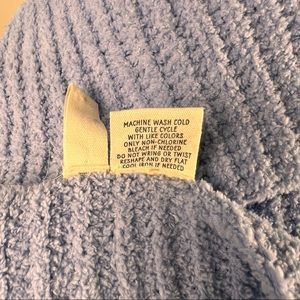 MACHINE WASH COLD
GENTLE CYCLE
WITH LIKE COLORS
ONLY NON-CHLORINE
BLEACH IF NEEDED
DO NOT WRING OR TWIST
RESHAPE AND DRY FLAT
COOL IRON IF NEEDED